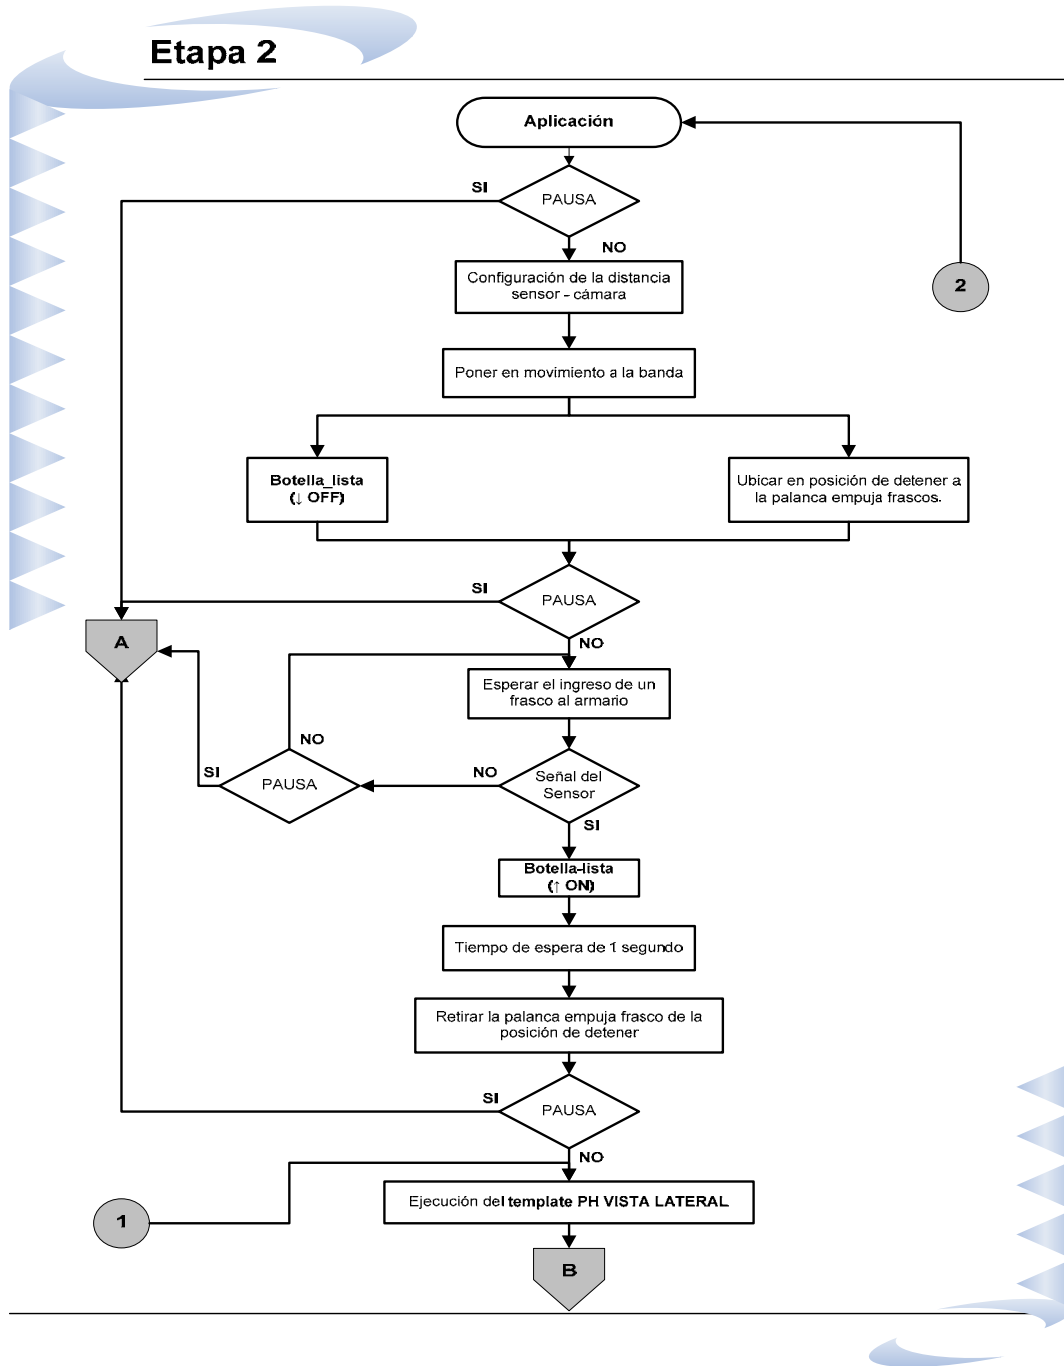 Etapa 2
Aplicación
SI
PAUSA
NO
2
Configuración de la distancia
sensor - cámara
Poner en movimiento a la banda
Botella_lista
(↓ OFF)
Ubicar en posición de detener a
la palanca empuja frascos.
SI
PAUSA
A
NO
Esperar el ingreso de un
frasco al armario
NO
SI
PAUSA
NO
Señal del
Sensor
SI
Botella-lista
(↑ ON)
Tiempo de espera de 1 segundo
Retirar la palanca empuja frasco de la
posición de detener
SI
PAUSA
NO
1
Ejecución del template PH VISTA LATERAL
B